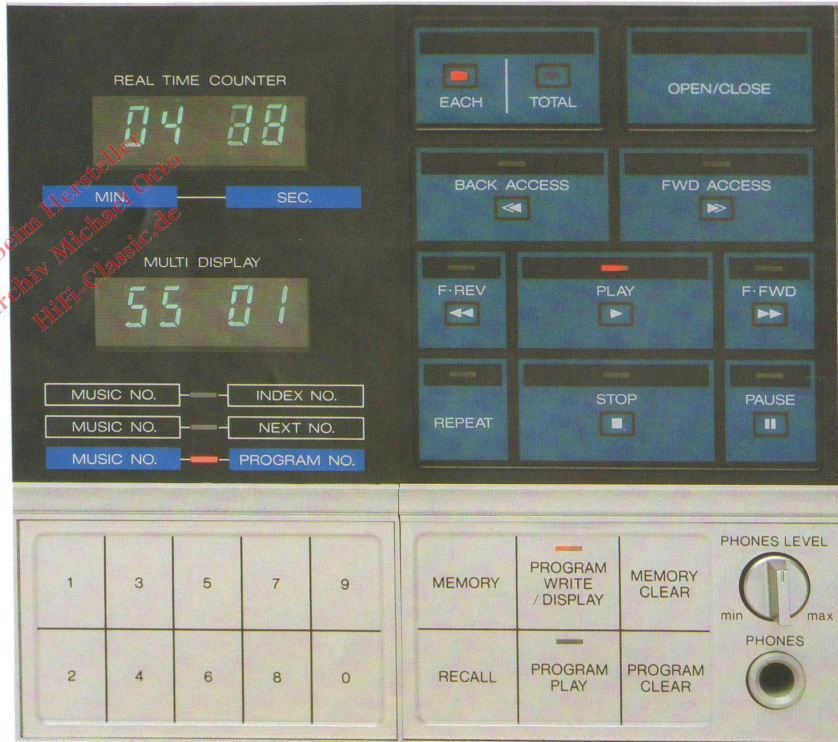 REAL TIME COUNTER
04 28
MIN. SEC.
MULTI DISPLAY
55 01
MUSIC NO. INDEX NO.
MUSIC NO. NEXT NO.
MUSIC NO. PROGRAM NO.
EACH TOTAL
OPEN/CLOSE
BACK ACCESS
FWD ACCESS
F·REV
PLAY
F·FWD
REPEAT
STOP
PAUSE
1 3 5 7 9
2 4 6 8 0
MEMORY
PROGRAM
WRITE
/DISPLAY
MEMORY
CLEAR
RECALL
PROGRAM
PLAY
PROGRAM
CLEAR
PHONES LEVEL
min max
PHONES
beim Hersteller
Archiv Michael Otto
HiFi-Classic.de